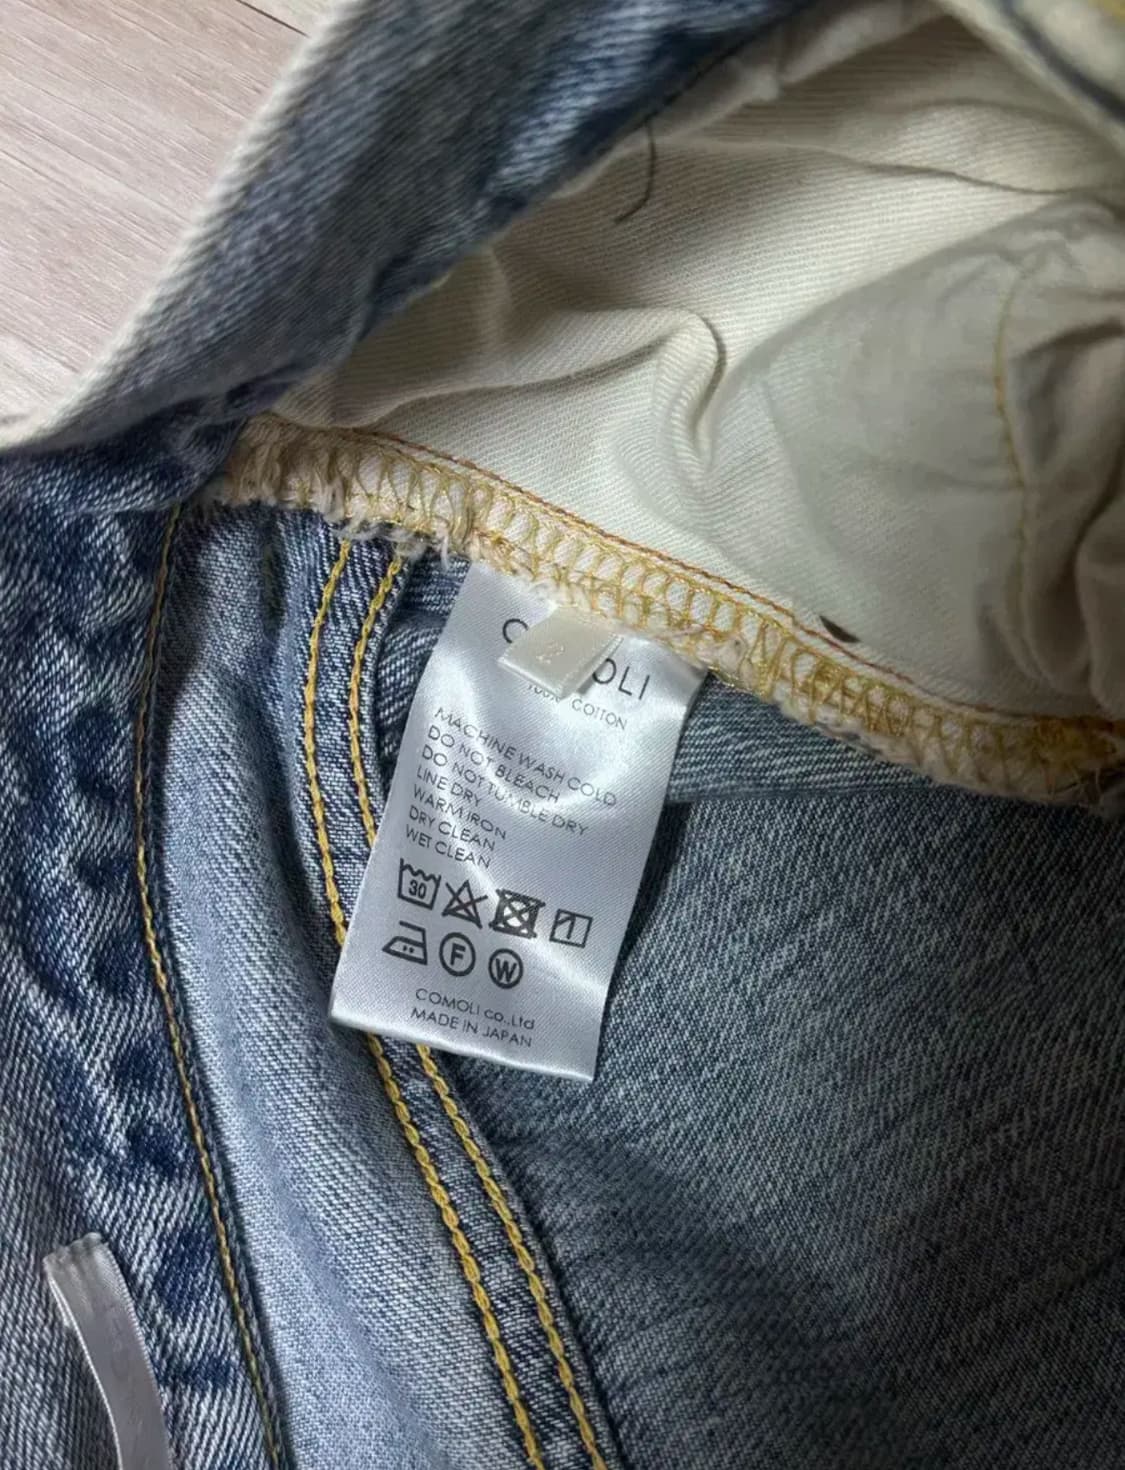 2
100% COTTON
MACHINE WASH COLD
DO NOT BLEACH
DO NOT TUMBLE DRY
LINE DRY
WARM IRON
DRY CLEAN
WET CLEAN
30
F W
COMOLI co.,Ltd
MADE IN JAPAN